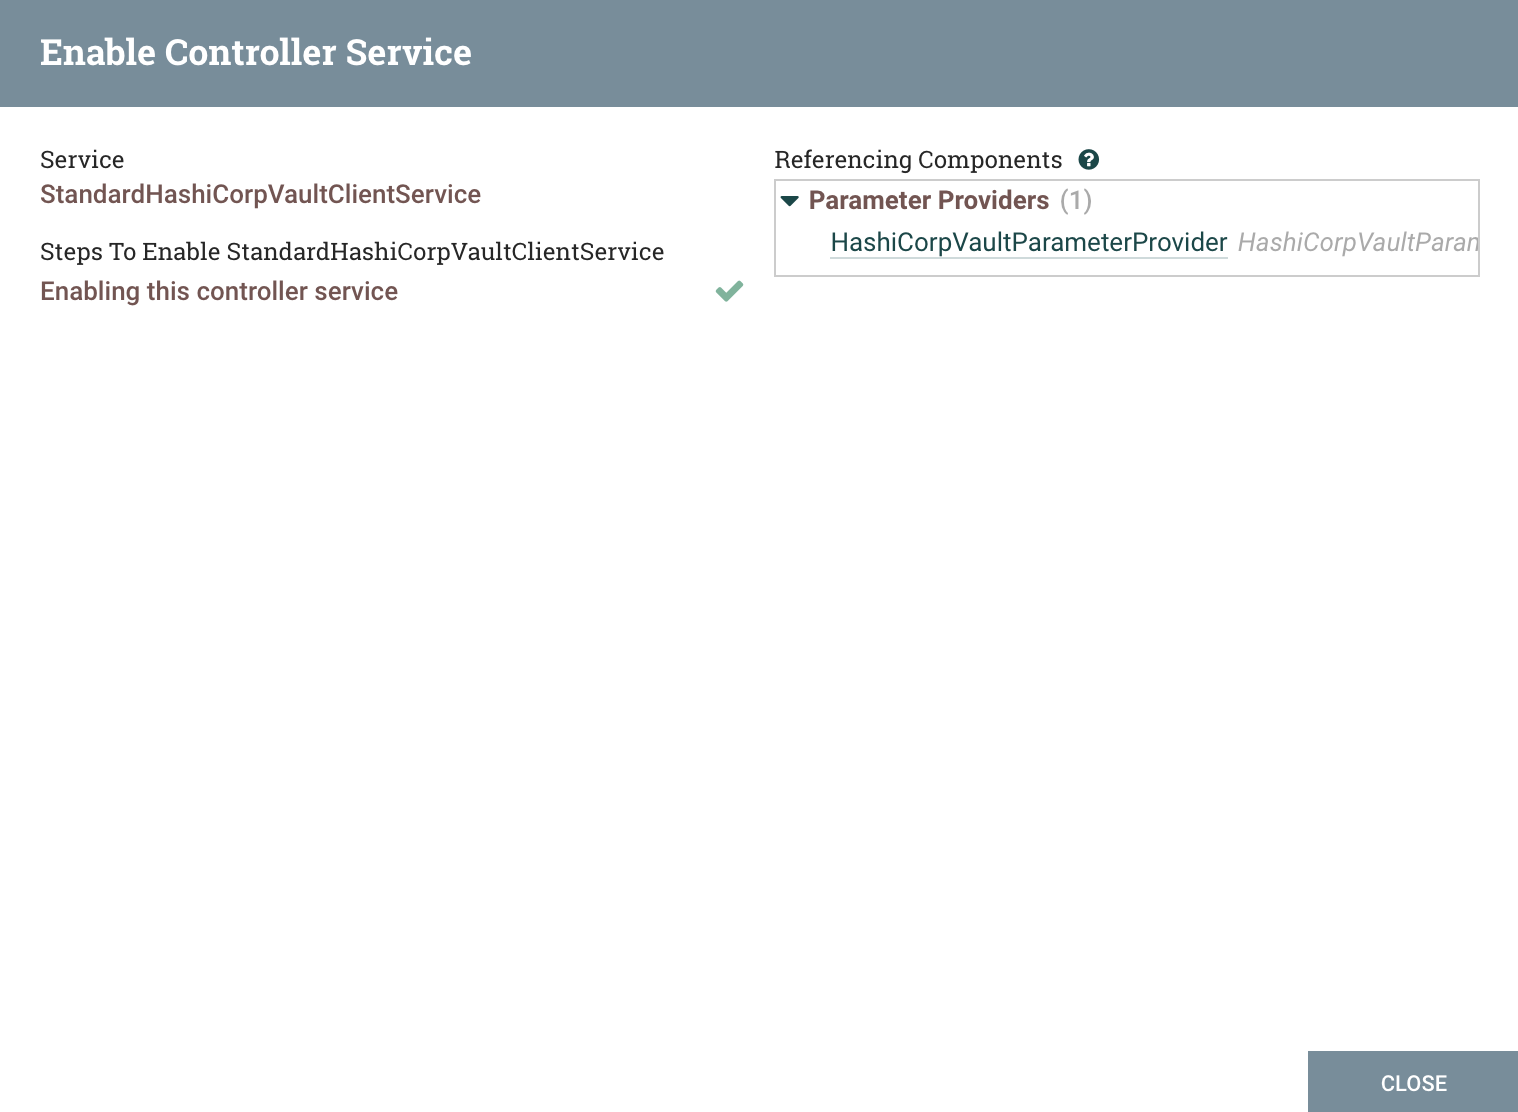 Enable Controller Service
Service
StandardHashiCorpVaultClientService
Steps To Enable StandardHashiCorpVaultClientService
Enabling this controller service
Referencing Components ?
Parameter Providers (1)
HashiCorpVaultParameterProvider HashiCorpVaultParam
CLOSE